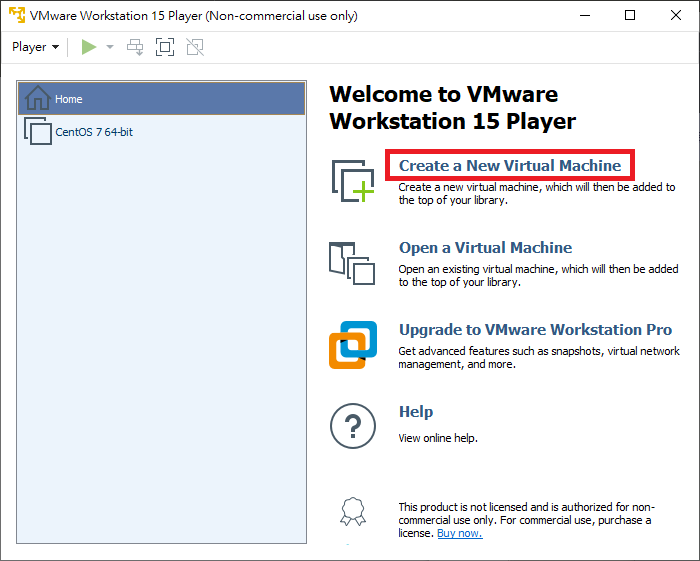 VMware Workstation 15 Player (Non-commercial use only)
Player
Home
CentOS 7 64-bit
Welcome to VMware
Workstation 15 Player
Create a New Virtual Machine
Create a new virtual machine, which will then be added
to the top of your library.
Open a Virtual Machine
Open an existing virtual machine, which will then be added
to the top of your library.
Upgrade to VMware Workstation Pro
Get advanced features such as snapshots, virtual network
management, and more.
?
Help
View online help.
This product is not licensed and is authorized for non-
commercial use only. For commercial use, purchase a
license. Buy now.